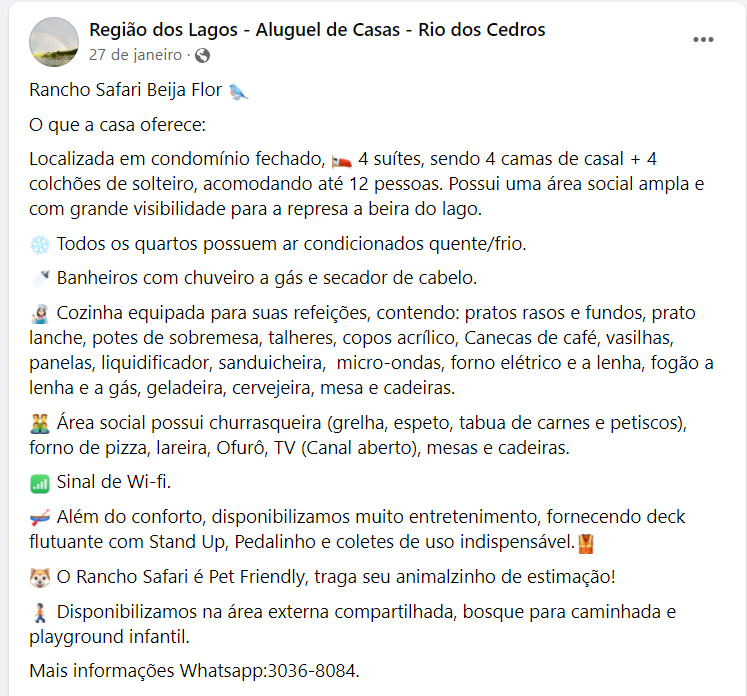 Região dos Lagos - Aluguel de Casas - Rio dos Cedros
27 de janeiro ·
Rancho Safari Beija Flor
O que a casa oferece:
Localizada em condomínio fechado, 🛏 4 suítes, sendo 4 camas de casal + 4
colchões de solteiro, acomodando até 12 pessoas. Possui uma área social ampla e
com grande visibilidade para a represa a beira do lago.
❄ Todos os quartos possuem ar condicionados quente/frio.
🚿 Banheiros com chuveiro a gás e secador de cabelo.
Cozinha equipada para suas refeições, contendo: pratos rasos e fundos, prato
lanche, potes de sobremesa, talheres, copos acrílico, Canecas de café, vasilhas,
panelas, liquidificador, sanduicheira, micro-ondas, forno elétrico e a lenha, fogão a
lenha e a gás, geladeira, cervejeira, mesa e cadeiras.
Área social possui churrasqueira (grelha, espeto, tabua de carnes e petiscos),
forno de pizza, lareira, Ofurô, TV (Canal aberto), mesas e cadeiras.
📶 Sinal de Wi-fi.
Além do conforto, disponibilizamos muito entretenimento, fornecendo deck
flutuante com Stand Up, Pedalinho e coletes de uso indispensável.
O Rancho Safari é Pet Friendly, traga seu animalzinho de estimação!
Disponibilizamos na área externa compartilhada, bosque para caminhada e
playground infantil.
Mais informações Whatsapp:3036-8084.